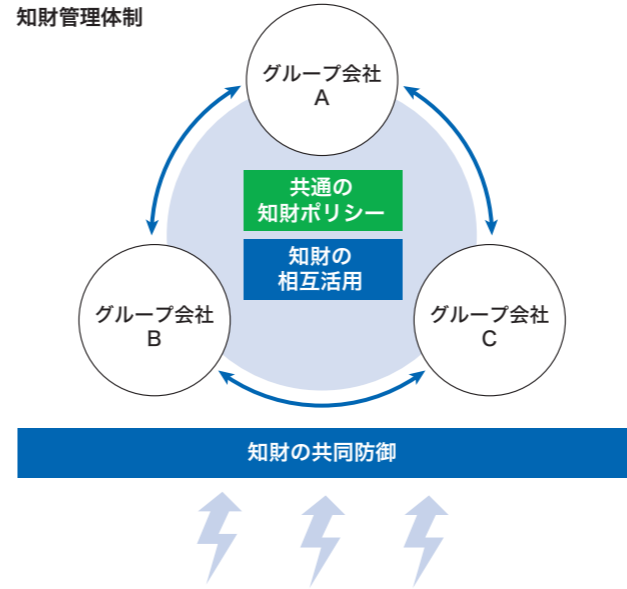 知財管理体制
グループ会社
A
共通の
知財ポリシー
知財の
相互活用
グループ会社
B
グループ会社
C
知財の共同防御